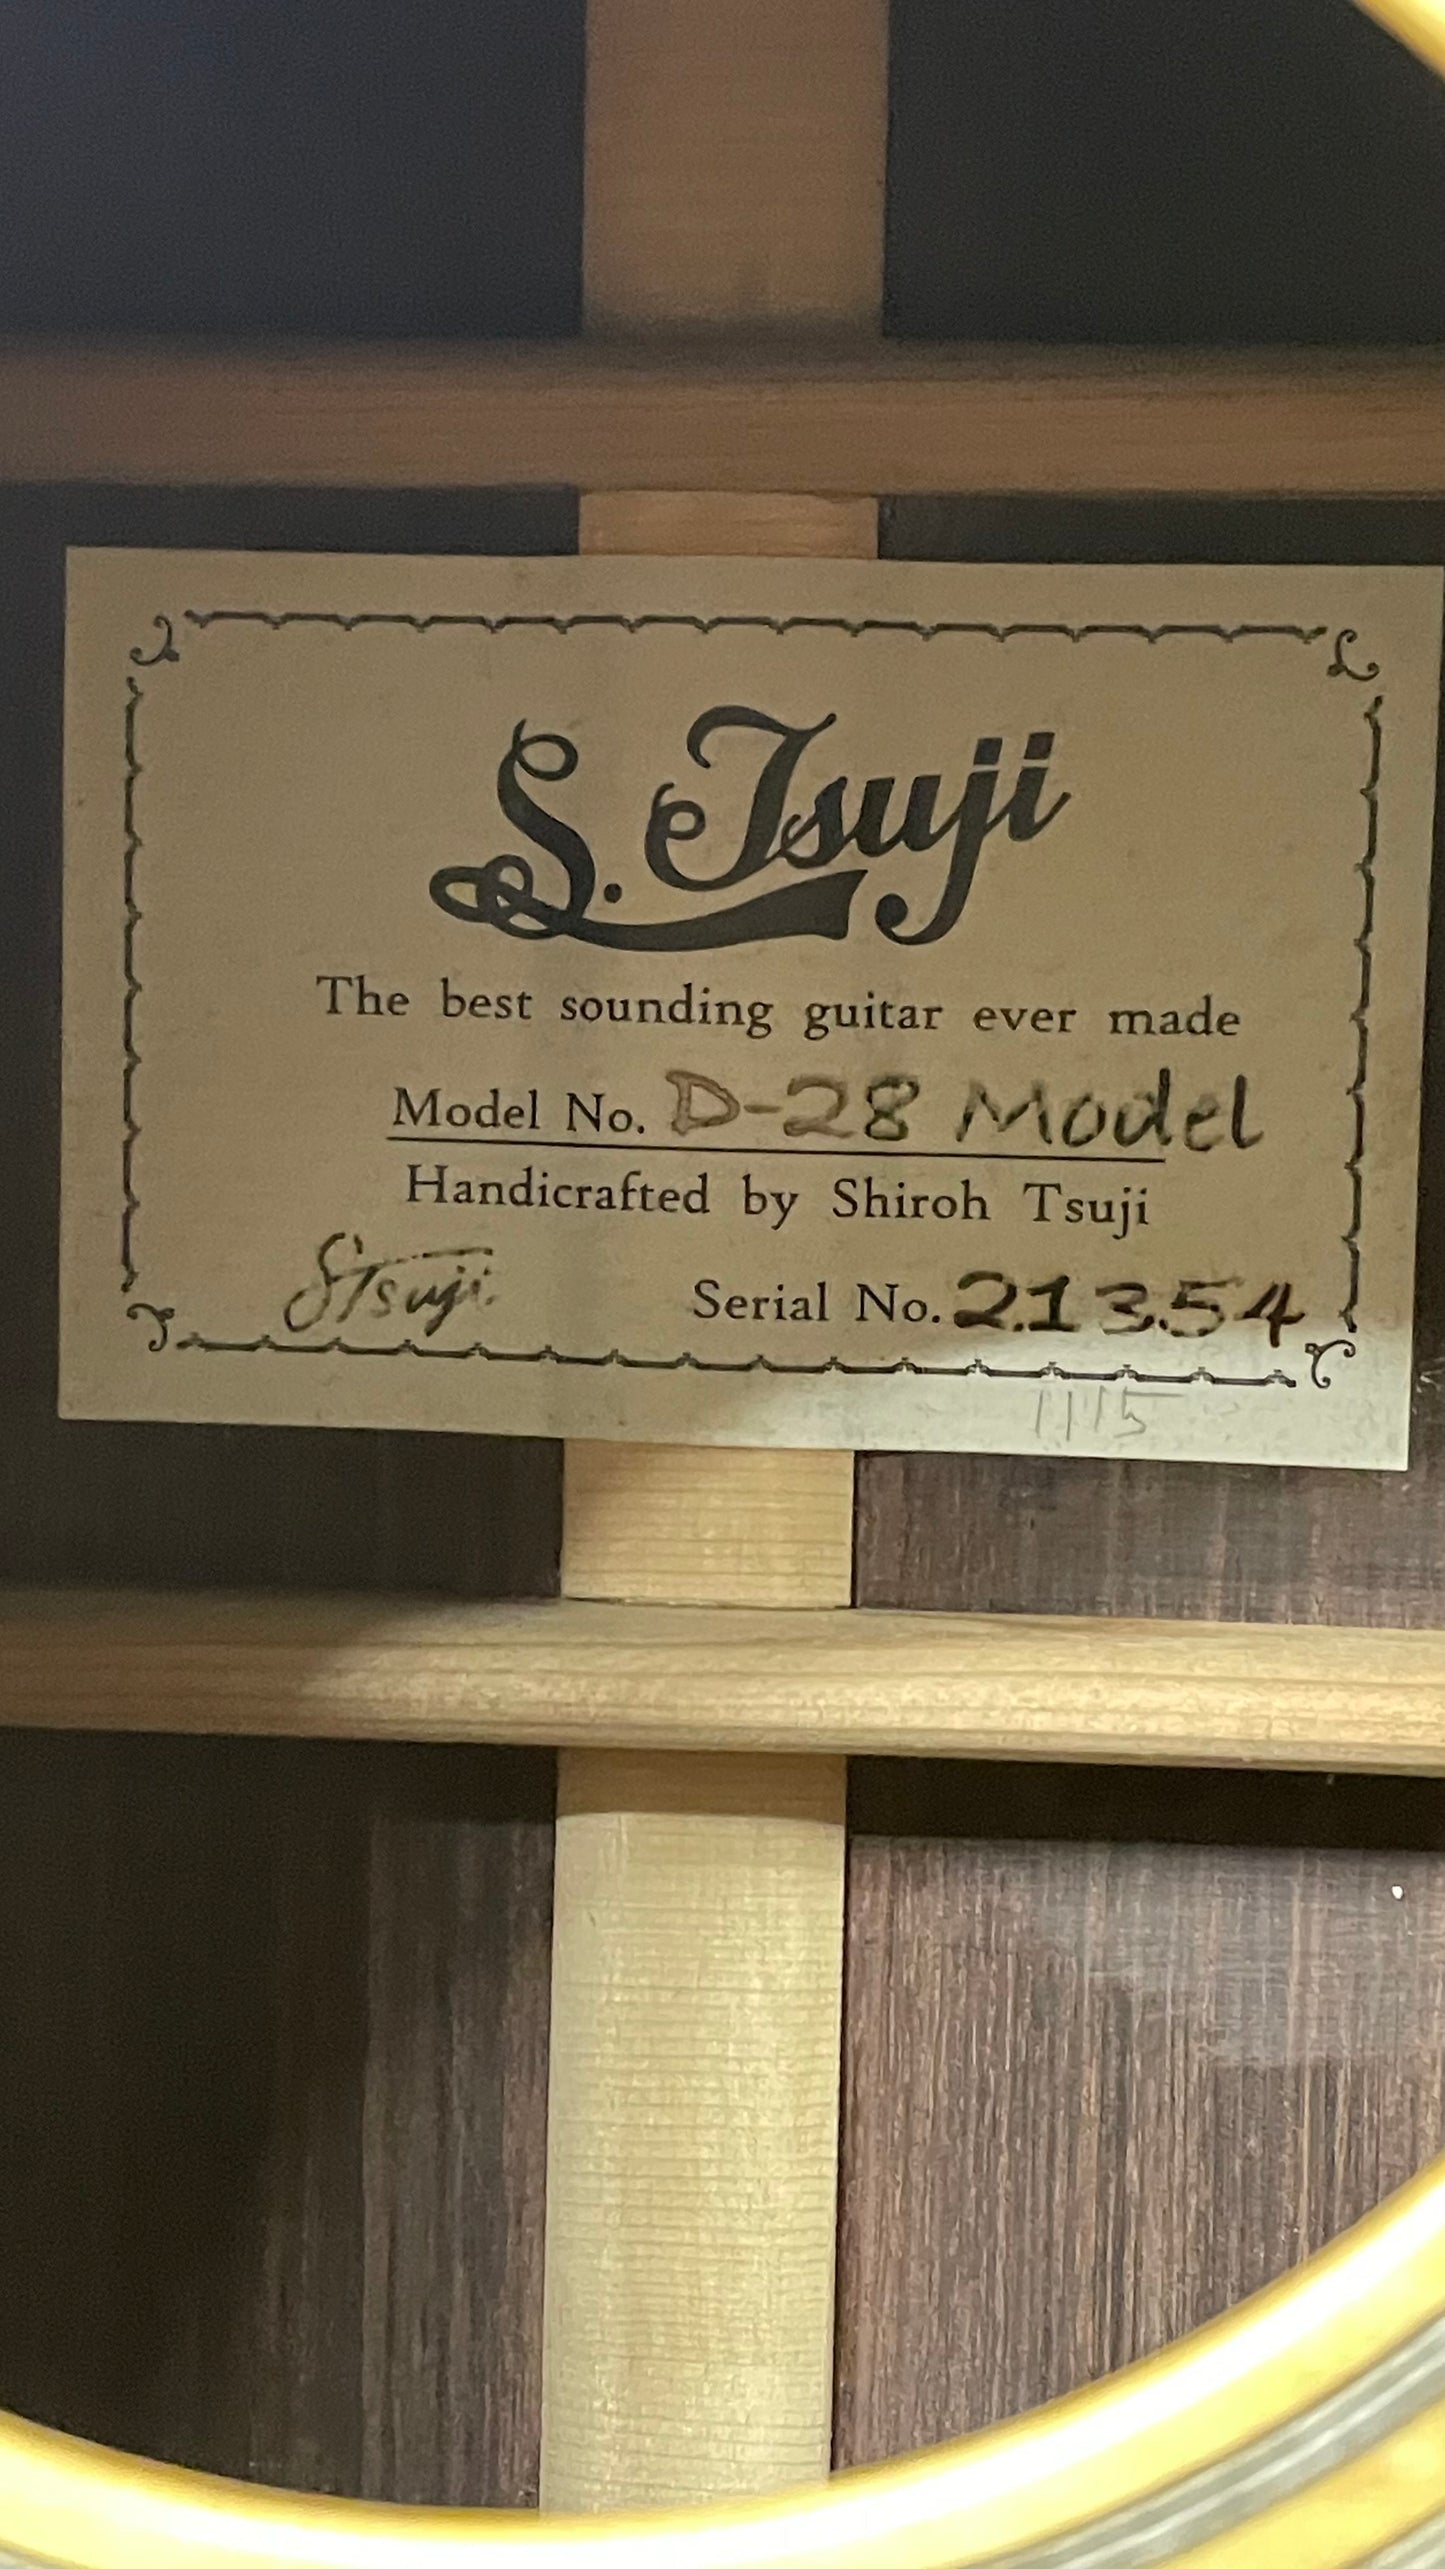 S. Tsuji
The best sounding guitar ever made
Model No. D-28 Model
Handicrafted by Shiroh Tsuji
STsuji. Serial No. 21354
1115